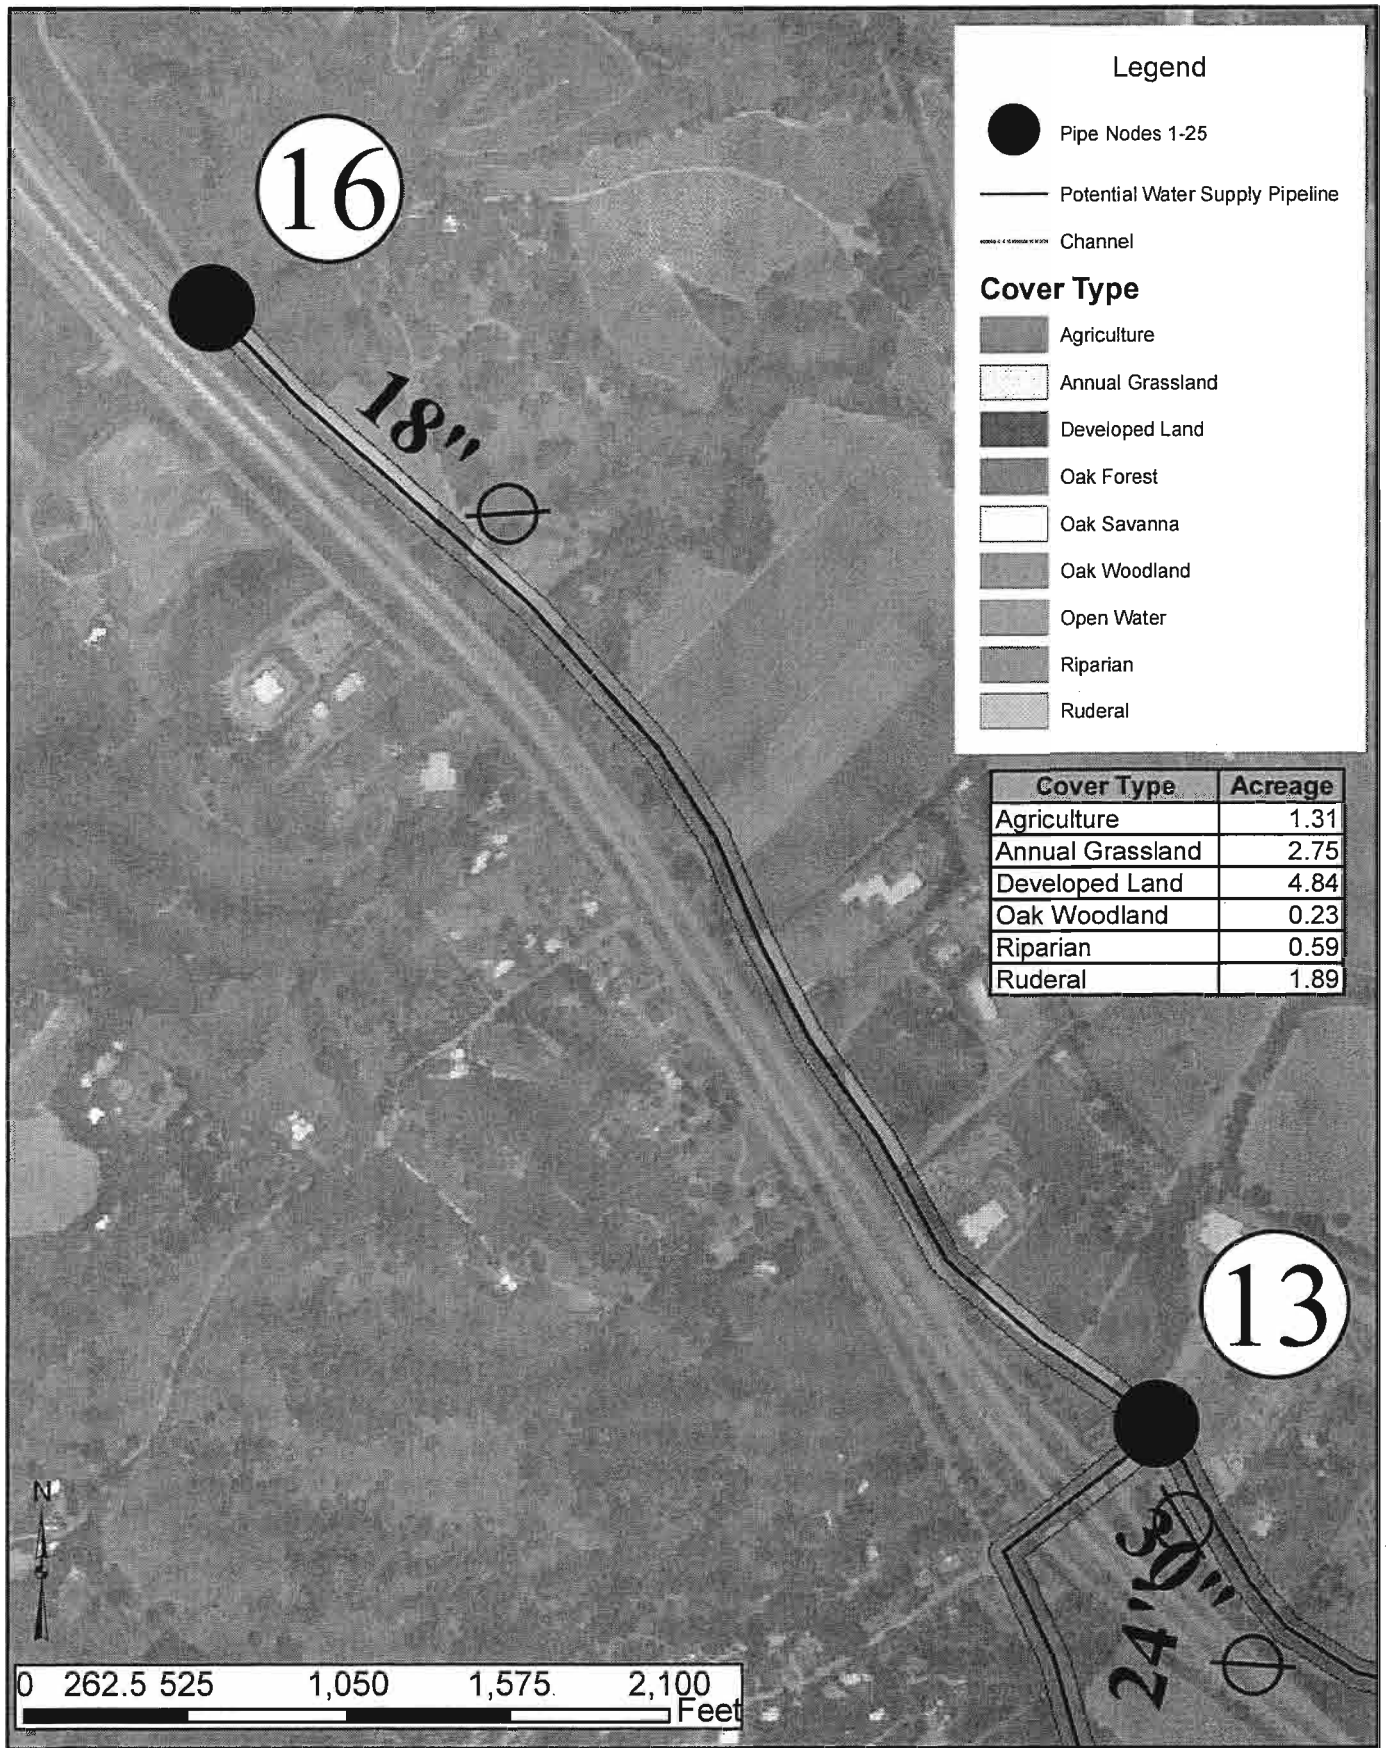 Legend
Pipe Nodes 1-25
Potential Water Supply Pipeline
Channel
Cover Type
Agriculture
Annual Grassland
Developed Land
Oak Forest
Oak Savanna
Oak Woodland
Open Water
Riparian
Ruderal
Cover Type Acreage
Agriculture 1.31
Annual Grassland 2.75
Developed Land 4.84
Oak Woodland 0.23
Riparian 0.59
Ruderal 1.89
16
18"
13
30"
24"
N
0 262.5 525 1,050 1,575 2,100
Feet